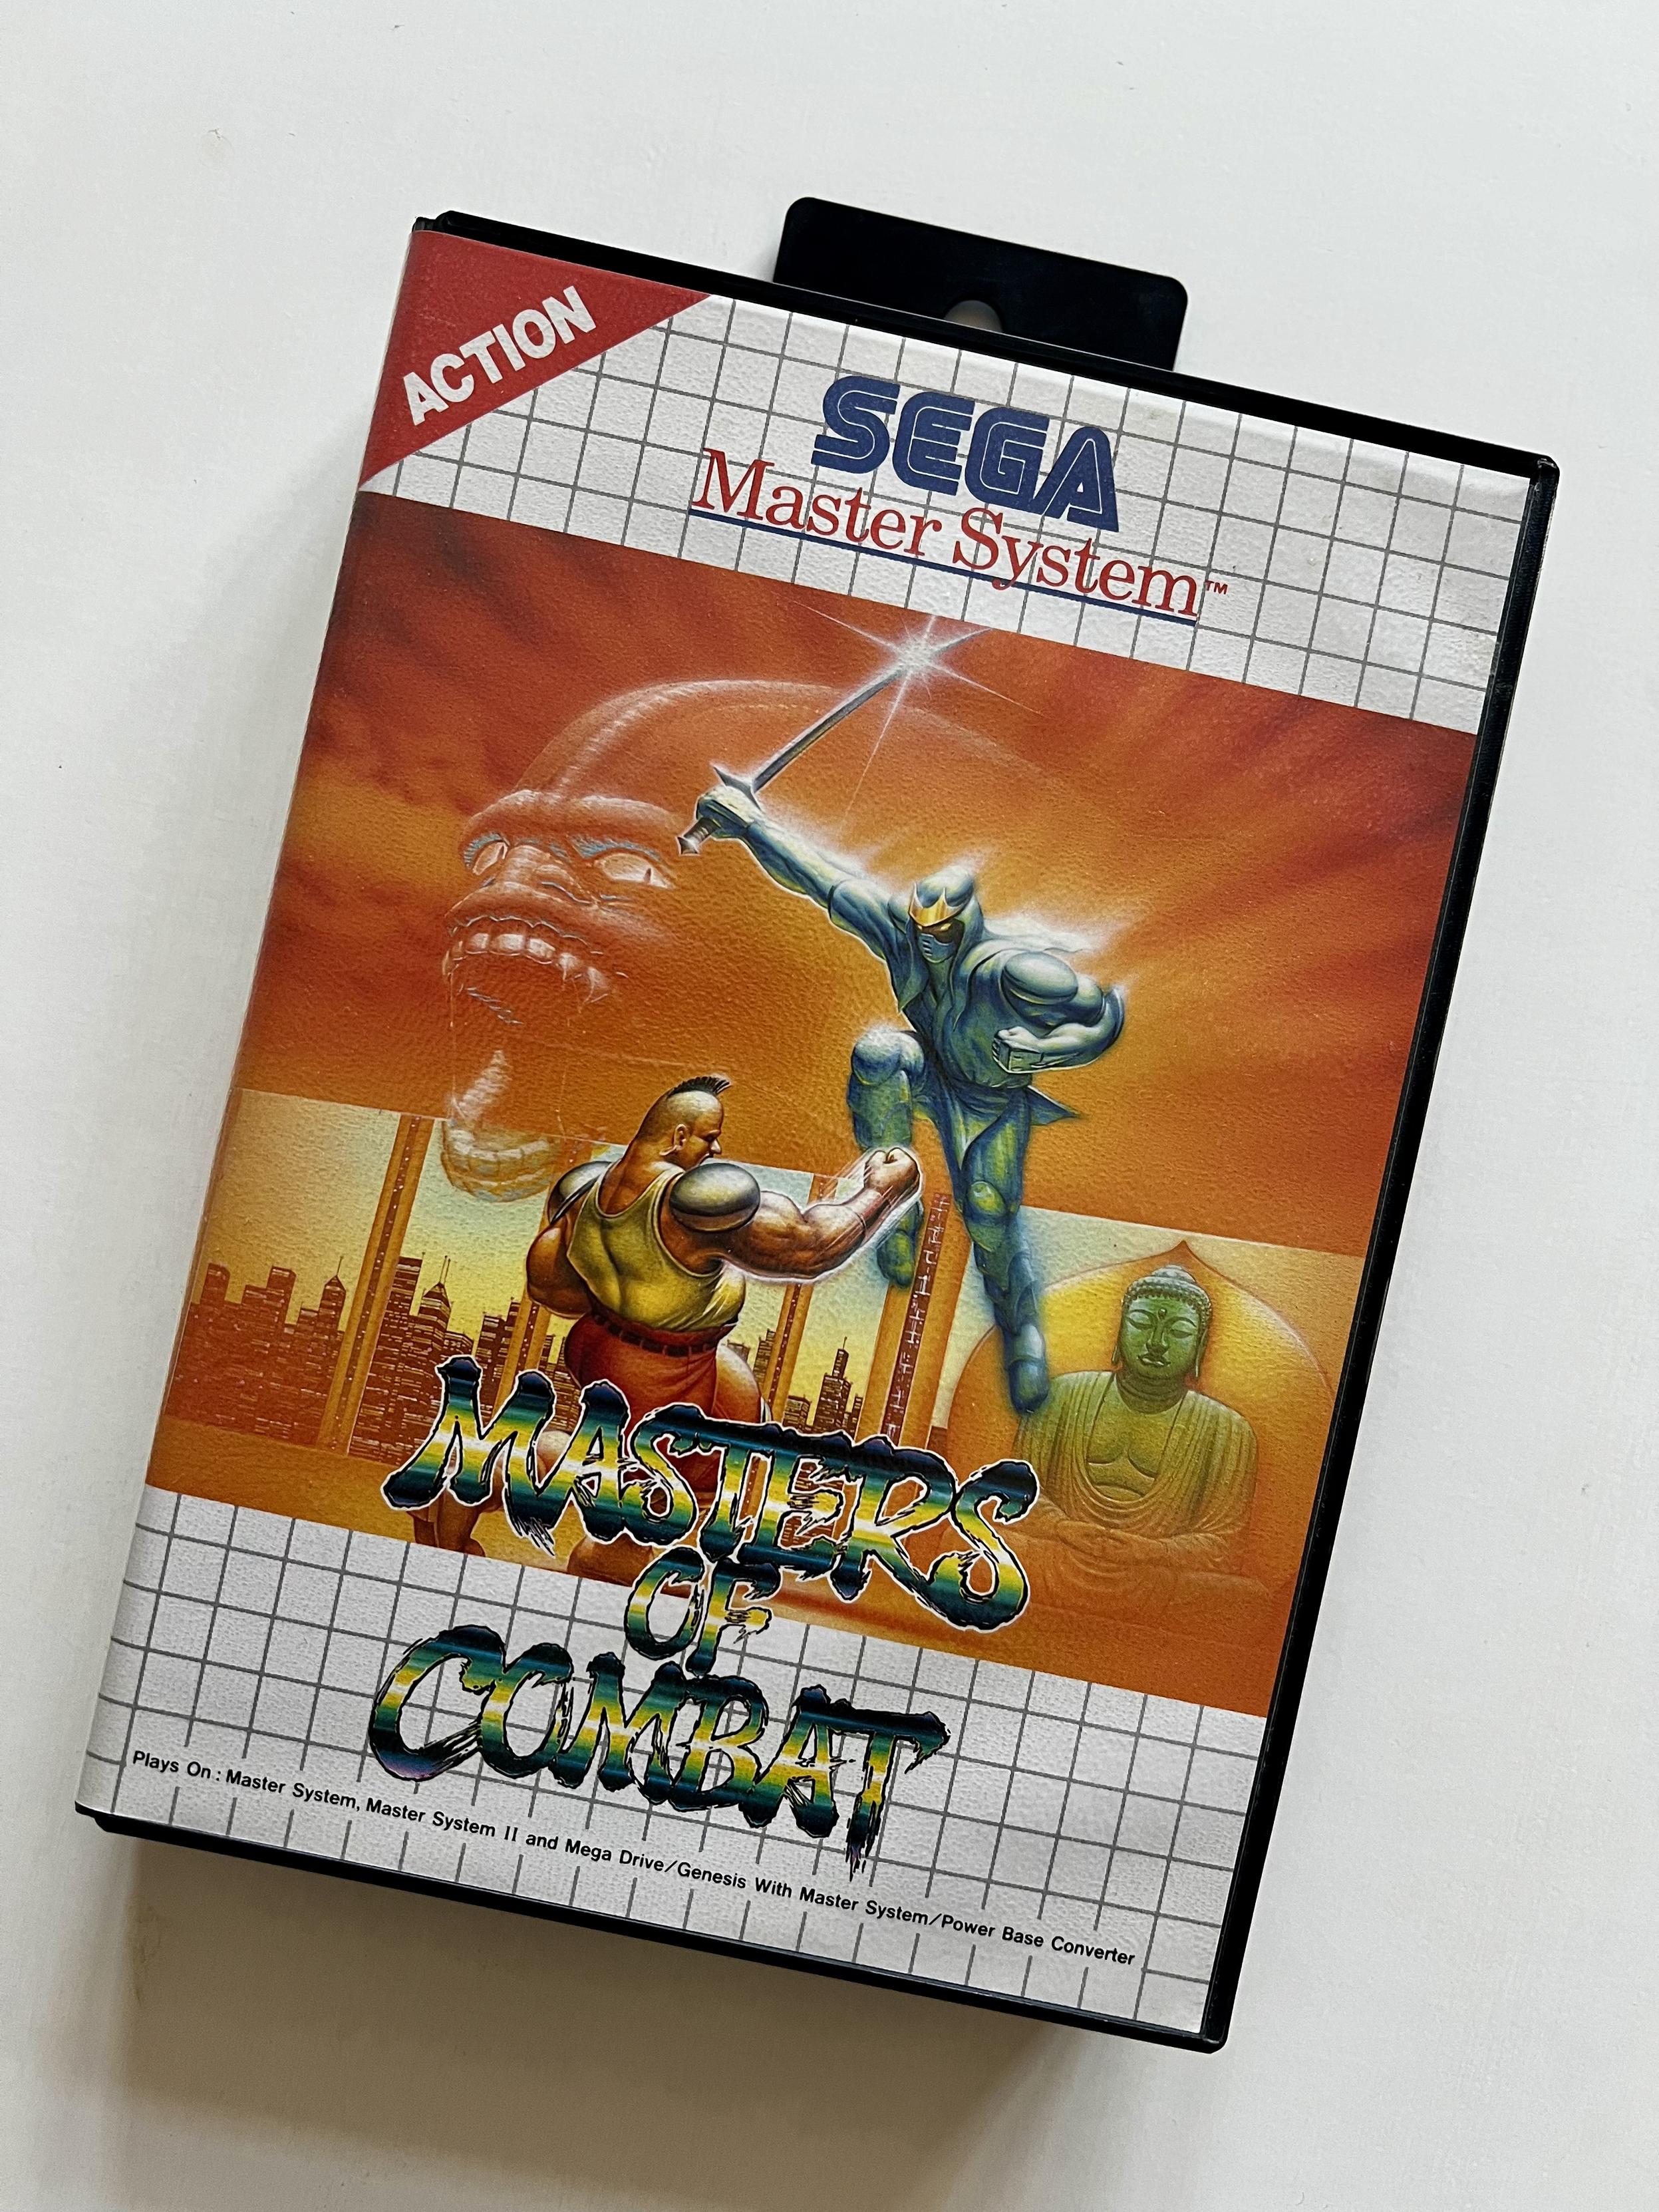 ACTION
SEGA
Master System™
MASTERS
OF
COMBAT
Plays On : Master System, Master System II and Mega Drive/Genesis With Master System/Power Base Converter